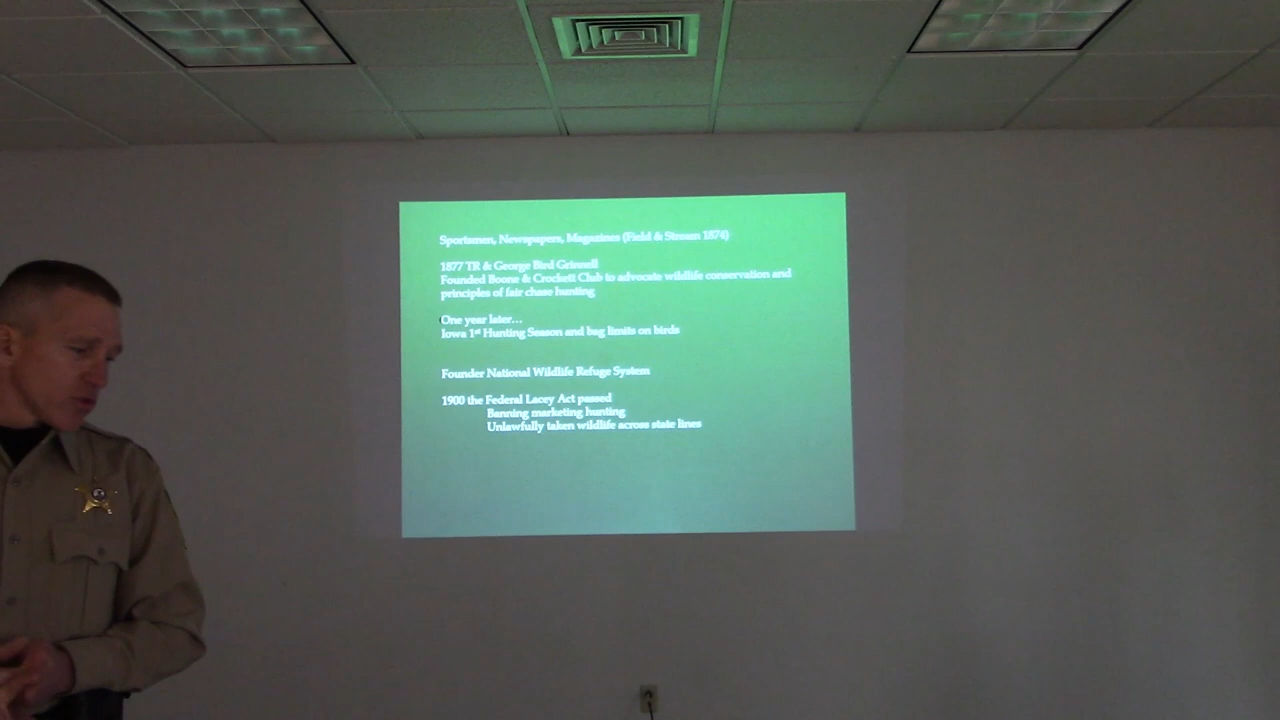 Sportsmen, Newspapers, Magazines (Field & Stream 1874)
1877 TR & George Bird Grinnell
Founded Boone & Crockett Club to advocate wildlife conservation and
principles of fair chase hunting
One year later...
Iowa 1st Hunting Season and bag limits on birds
Founder National Wildlife Refuge System
1900 the Federal Lacey Act passed
Banning marketing hunting
Unlawfully taken wildlife across state lines